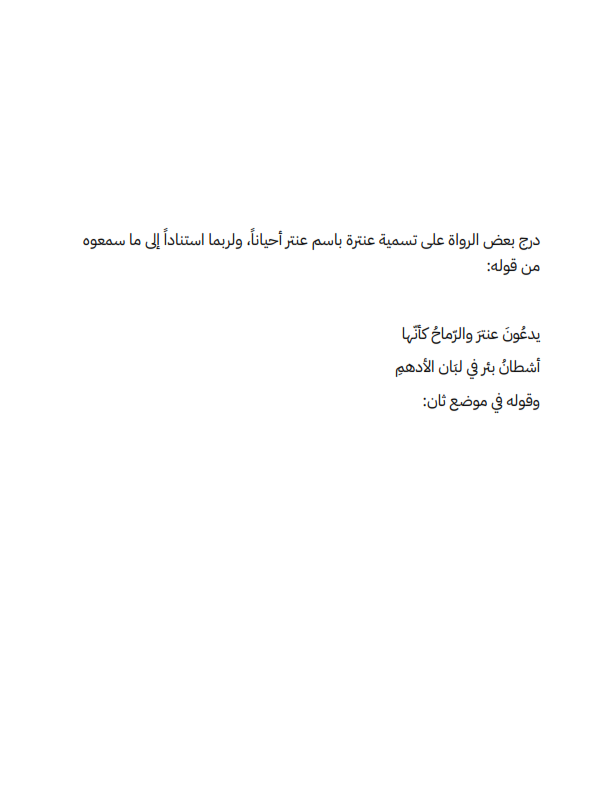 درج بعض الرواة على تسمية عنترة باسم عنتر أحياناً، ولربما استناداً إلى ما سمعوه
من قوله:
يدعُونَ عنترَ والرّماحُ كأنّها
أشطانُ بئر في لبَان الأدهمِ
وقوله في موضع ثان: